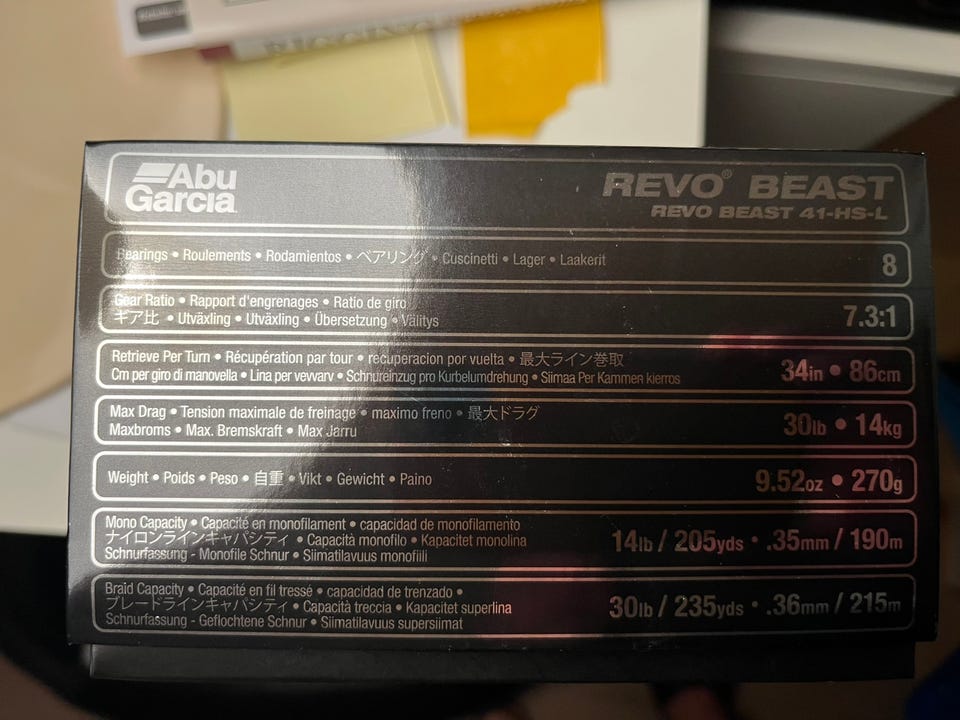 Abu
Garcia
REVO® BEAST
REVO BEAST 41-HS-L
Bearings • Roulements • Rodamientos • ベアリング • Cuscinetti • Lager • Laakerit
8
Gear Ratio • Rapport d'engrenages • Ratio de giro
ギア比 • Utväxling • Utväxling • Übersetzung • Välitys
7.3:1
Retrieve Per Turn • Récupération par tour • recuperacion por vuelta • 最大ライン巻取
Cm per giro di manovella • Lina per vevvarv • Schnureinzug pro Kurbelumdrehung • Siimaa Per Kammen kierros
34in • 86cm
Max Drag • Tension maximale de freinage • maximo freno • 最大ドラグ
Maxbroms • Max. Bremskraft • Max Jarru
30lb • 14kg
Weight • Poids • Peso • 自重 • Vikt • Gewicht • Paino
9.52oz • 270g
Mono Capacity • Capacité en monofilament • capacidad de monofilamento
ナイロンラインキャパシティ • Capacità monofilo • Kapacitet monolina
Schnurfassung - Monofile Schnur • Siimatilavuus monofiili
14lb / 205yds • .35mm / 190m
Braid Capacity • Capacité en fil tressé • capacidad de trenzado •
ブレードラインキャパシティ • Capacità treccia • Kapacitet superlina
Schnurfassung - Geflochtene Schnur • Siimatilavuus supersiimat
30lb / 235yds • .36mm / 215m